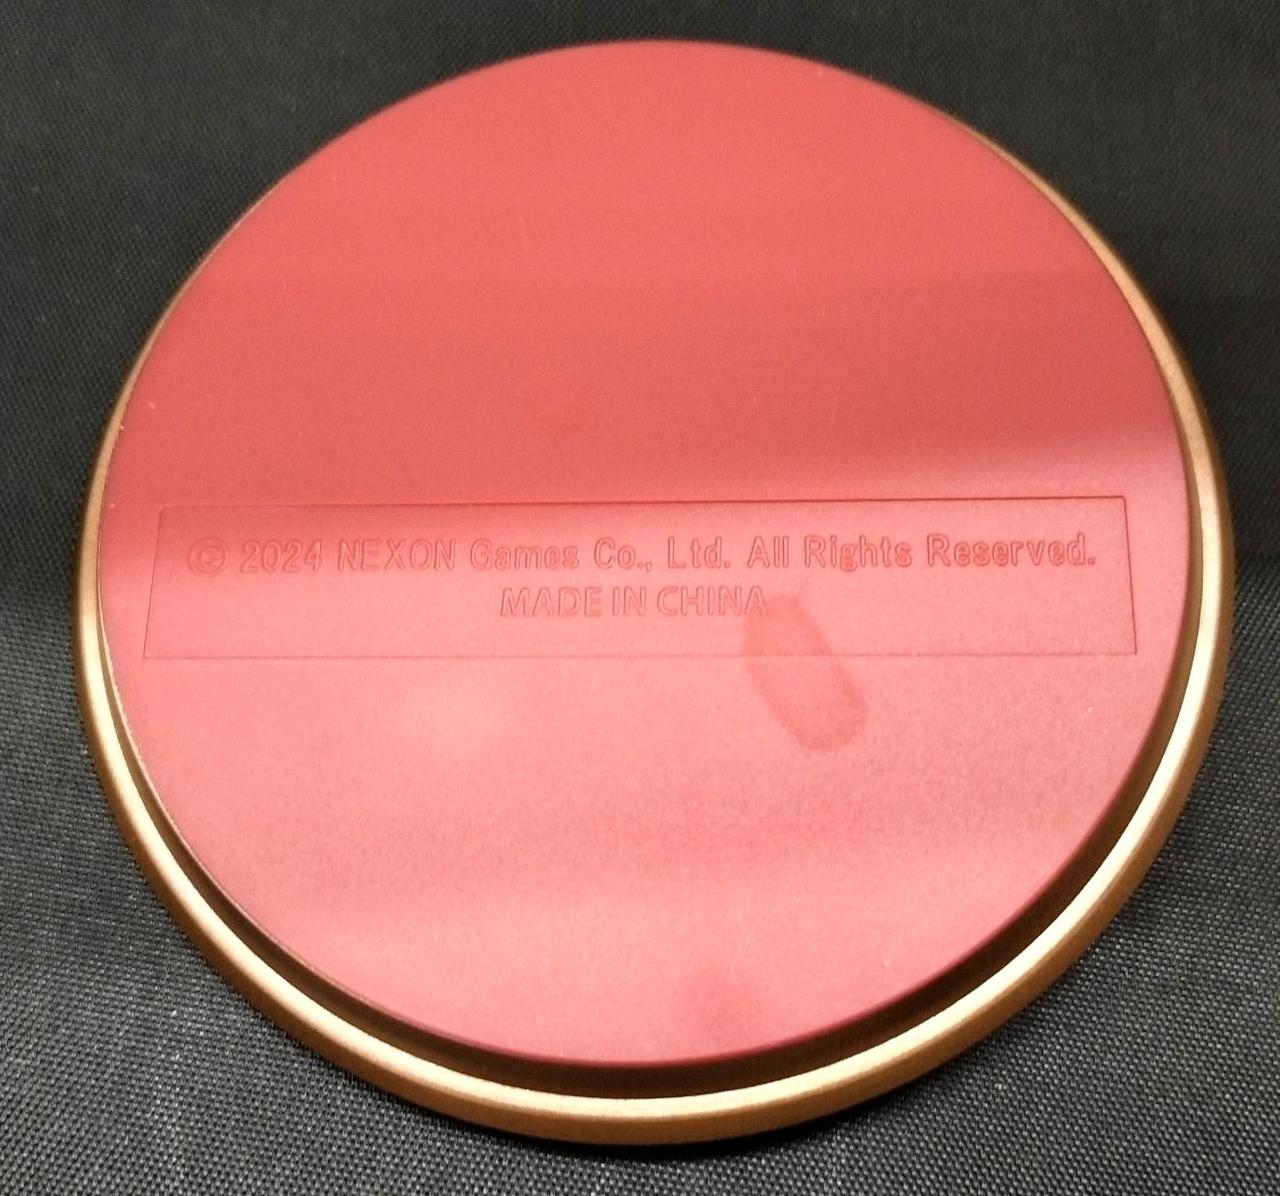 © 2024 NEXON Games Co., Ltd. All Rights Reserved.
MADE IN CHINA